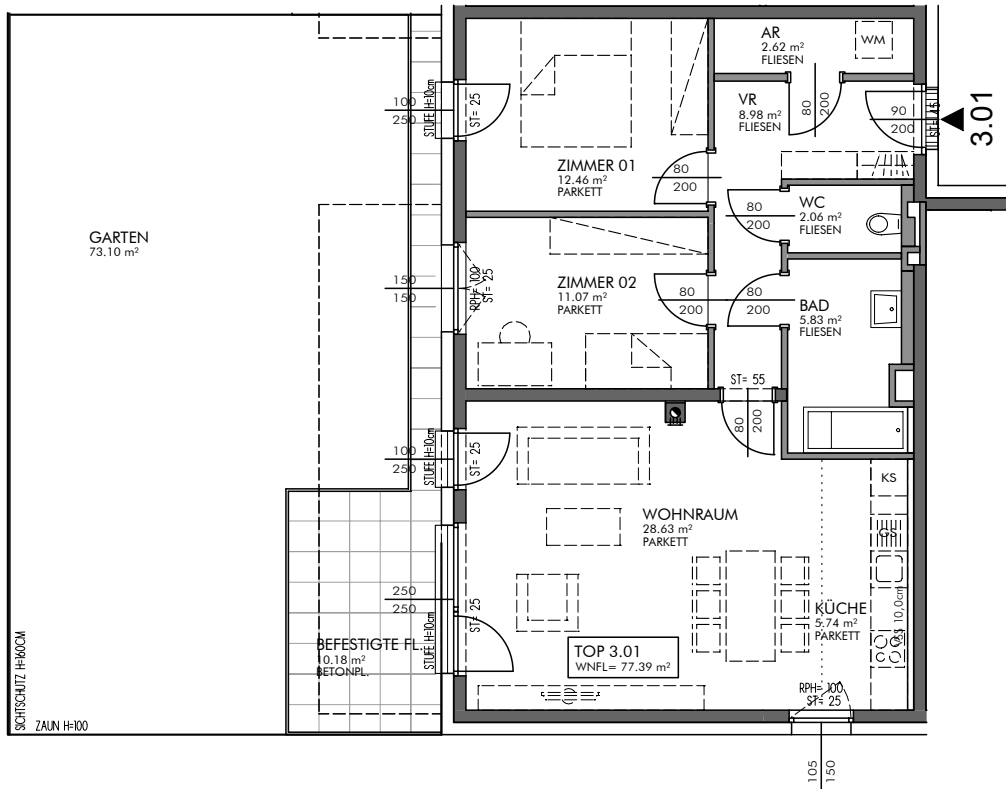 AR
2.62 m²
FLIESEN
WM
VR
8.98 m²
FLIESEN
80
200
90
200
ST= 45
3.01
100
250
STUFE H=10cm
ST= 25
ZIMMER 01
12.46 m²
PARKETT
80
200
80
200
WC
2.06 m²
FLIESEN
GARTEN
73.10 m²
150
150
RPH= 100
ST= 25
ZIMMER 02
11.07 m²
PARKETT
80
200
80
200
BAD
5.83 m²
FLIESEN
ST= 55
80
200
100
250
STUFE H=10cm
ST= 25
KS
GS
WOHNRAUM
28.63 m²
PARKETT
250
250
STUFE H=10cm
ST= 25
KÜCHE
5.74 m²
PARKETT
10,0cm
BEFESTIGTE FL.
10.18 m²
BETONPL.
TOP 3.01
WNFL= 77.39 m²
RPH= 100
ST= 25
105
150
SICHTSCHUTZ H=160CM
ZAUN H=100